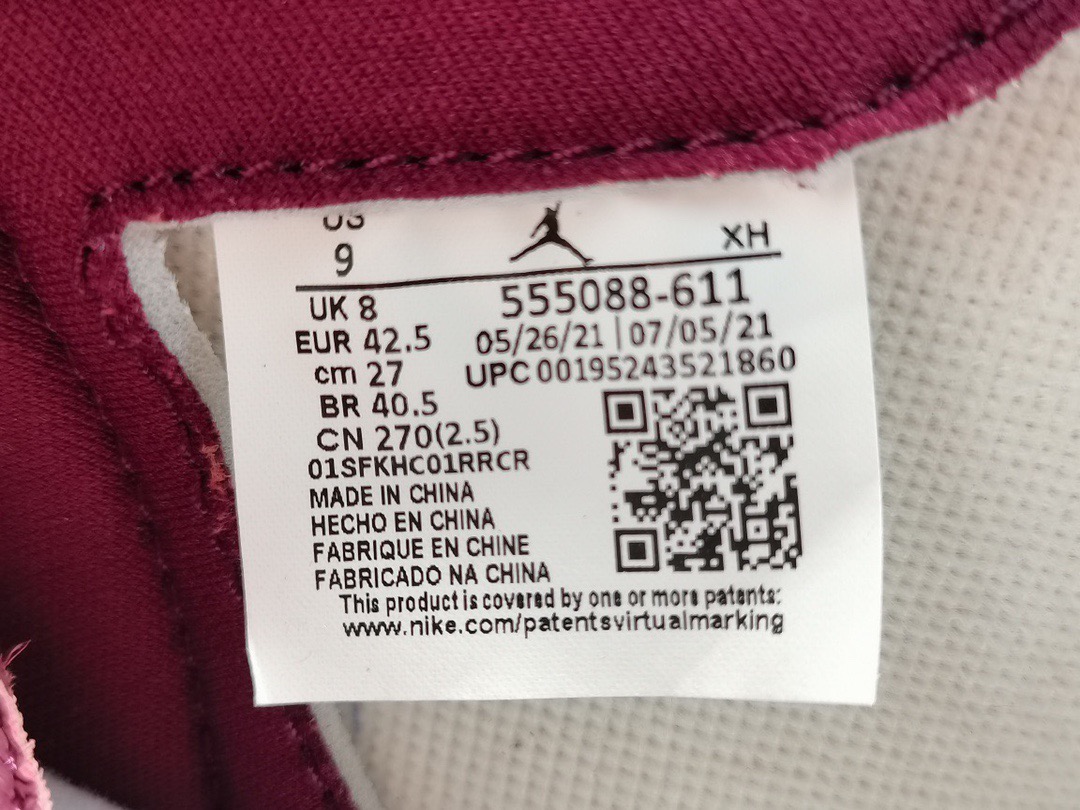 US XH
9
UK 8 555088-611
EUR 42.5 05/26/21 | 07/05/21
cm 27 UPC 00195243521860
BR 40.5
CN 270(2.5)
01SFKHC01RRCR
MADE IN CHINA
HECHO EN CHINA
FABRIQUE EN CHINE
FABRICADO NA CHINA
This product is covered by one or more patents:
www.nike.com/patentsvirtualmarking